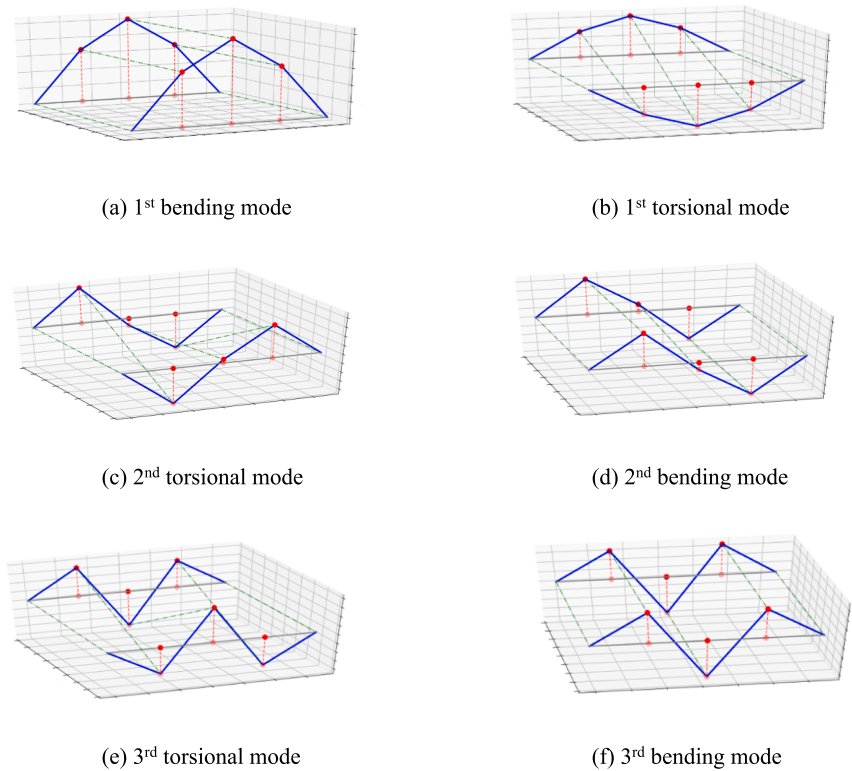 (a) 1st bending mode
(b) 1st torsional mode
(c) 2nd torsional mode
(d) 2nd bending mode
(e) 3rd torsional mode
(f) 3rd bending mode